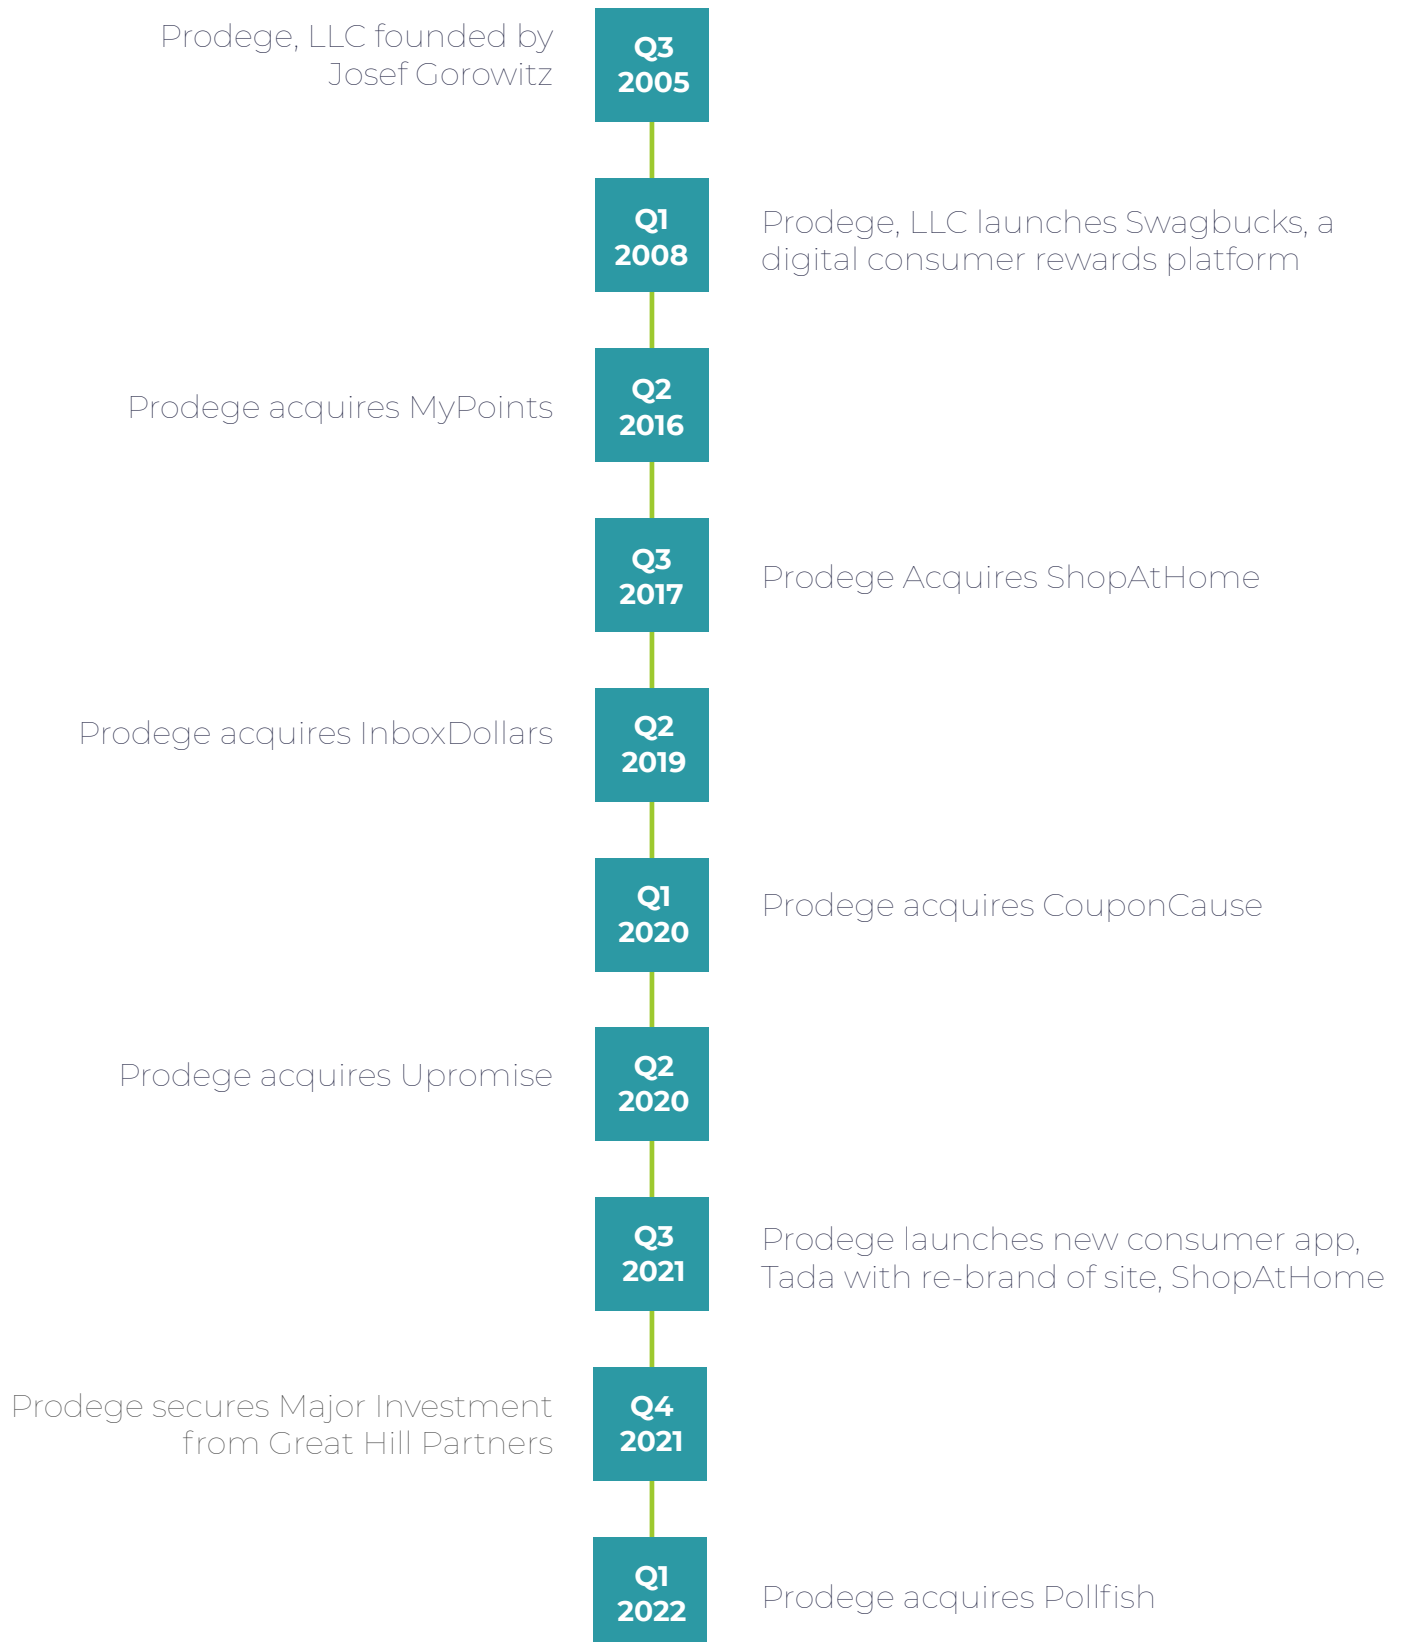 Prodege, LLC founded by
Josef Gorowitz
Q3
2005
Q1
2008
Prodege, LLC launches Swagbucks, a
digital consumer rewards platform
Prodege acquires MyPoints
Q2
2016
Q3
2017
Prodege Acquires ShopAtHome
Prodege acquires InboxDollars
Q2
2019
Q1
2020
Prodege acquires CouponCause
Prodege acquires Upromise
Q2
2020
Q3
2021
Prodege launches new consumer app,
Tada with re-brand of site, ShopAtHome
Prodege secures Major Investment
from Great Hill Partners
Q4
2021
Q1
2022
Prodege acquires Pollfish